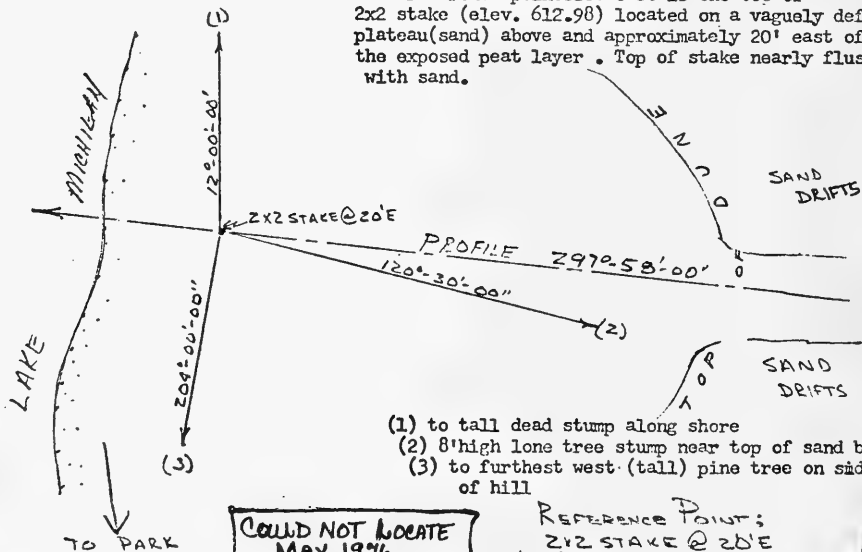 2x2 stake (elev. 612.98) located on a vaguely def
plateau(sand) above and approximately 20' east of
the exposed peat layer . Top of stake nearly flus
with sand.
(1)
MICHIGAN
12°-00'-00'
DUNE
SAND
DRIFTS
2X2 STAKE @ 20'E
PROFILE 297°-58'-00'
120°-30'-00"
TO
(2)
204°-00'-00"
LAKE
TOP
SAND
DRIFTS
(3)
(1) to tall dead stump along shore
(2) 8'high lone tree stump near top of sand b
(3) to furthest west (tall) pine tree on sid
of hill
TO PARK
COULD NOT LOCATE
MAY 1976
REFERENCE POINT;
2X2 STAKE @ 20'E